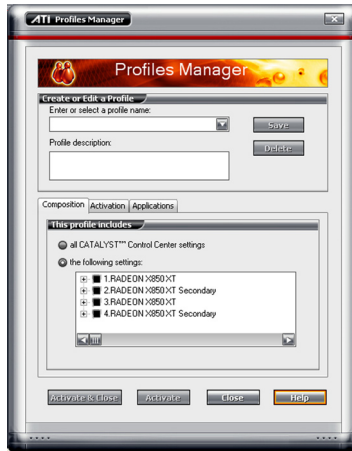 ATI Profiles Manager
Profiles Manager
Create or Edit a Profile
Enter or select a profile name:
Save
Profile description:
Delete
Composition Activation Applications
This profile includes
all CATALYST™ Control Center settings
the following settings:
1.RADEON X850 XT
2.RADEON X850 XT Secondary
3.RADEON X850 XT
4.RADEON X850 XT Secondary
Activate & Close Activate Close Help